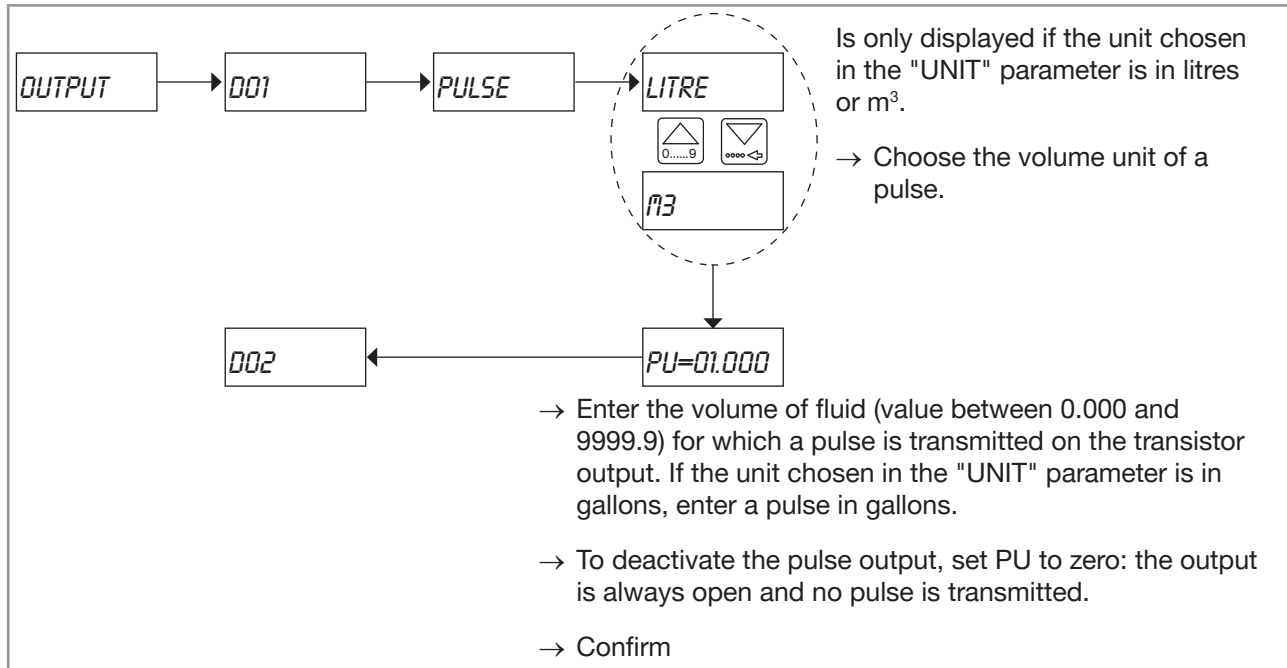 OUTPUT
DO1
PULSE
LITRE
0......9
M3
Is only displayed if the unit chosen
in the "UNIT" parameter is in litres
or m³.
→ Choose the volume unit of a
pulse.
DO2
PU=01.000
→ Enter the volume of fluid (value between 0.000 and
9999.9) for which a pulse is transmitted on the transistor
output. If the unit chosen in the "UNIT" parameter is in
gallons, enter a pulse in gallons.
→ To deactivate the pulse output, set PU to zero: the output
is always open and no pulse is transmitted.
→ Confirm